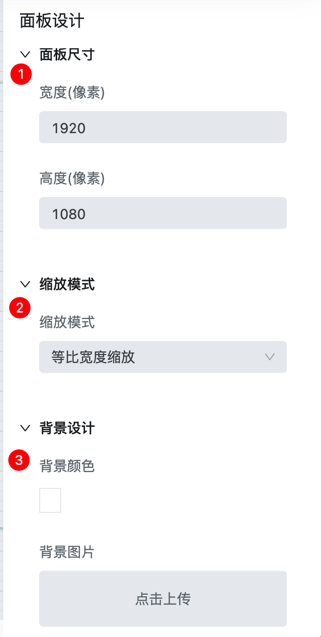 面板设计
面板尺寸
1
宽度(像素)
1920
高度(像素)
1080
缩放模式
2
缩放模式
等比宽度缩放
背景设计
3
背景颜色
背景图片
点击上传